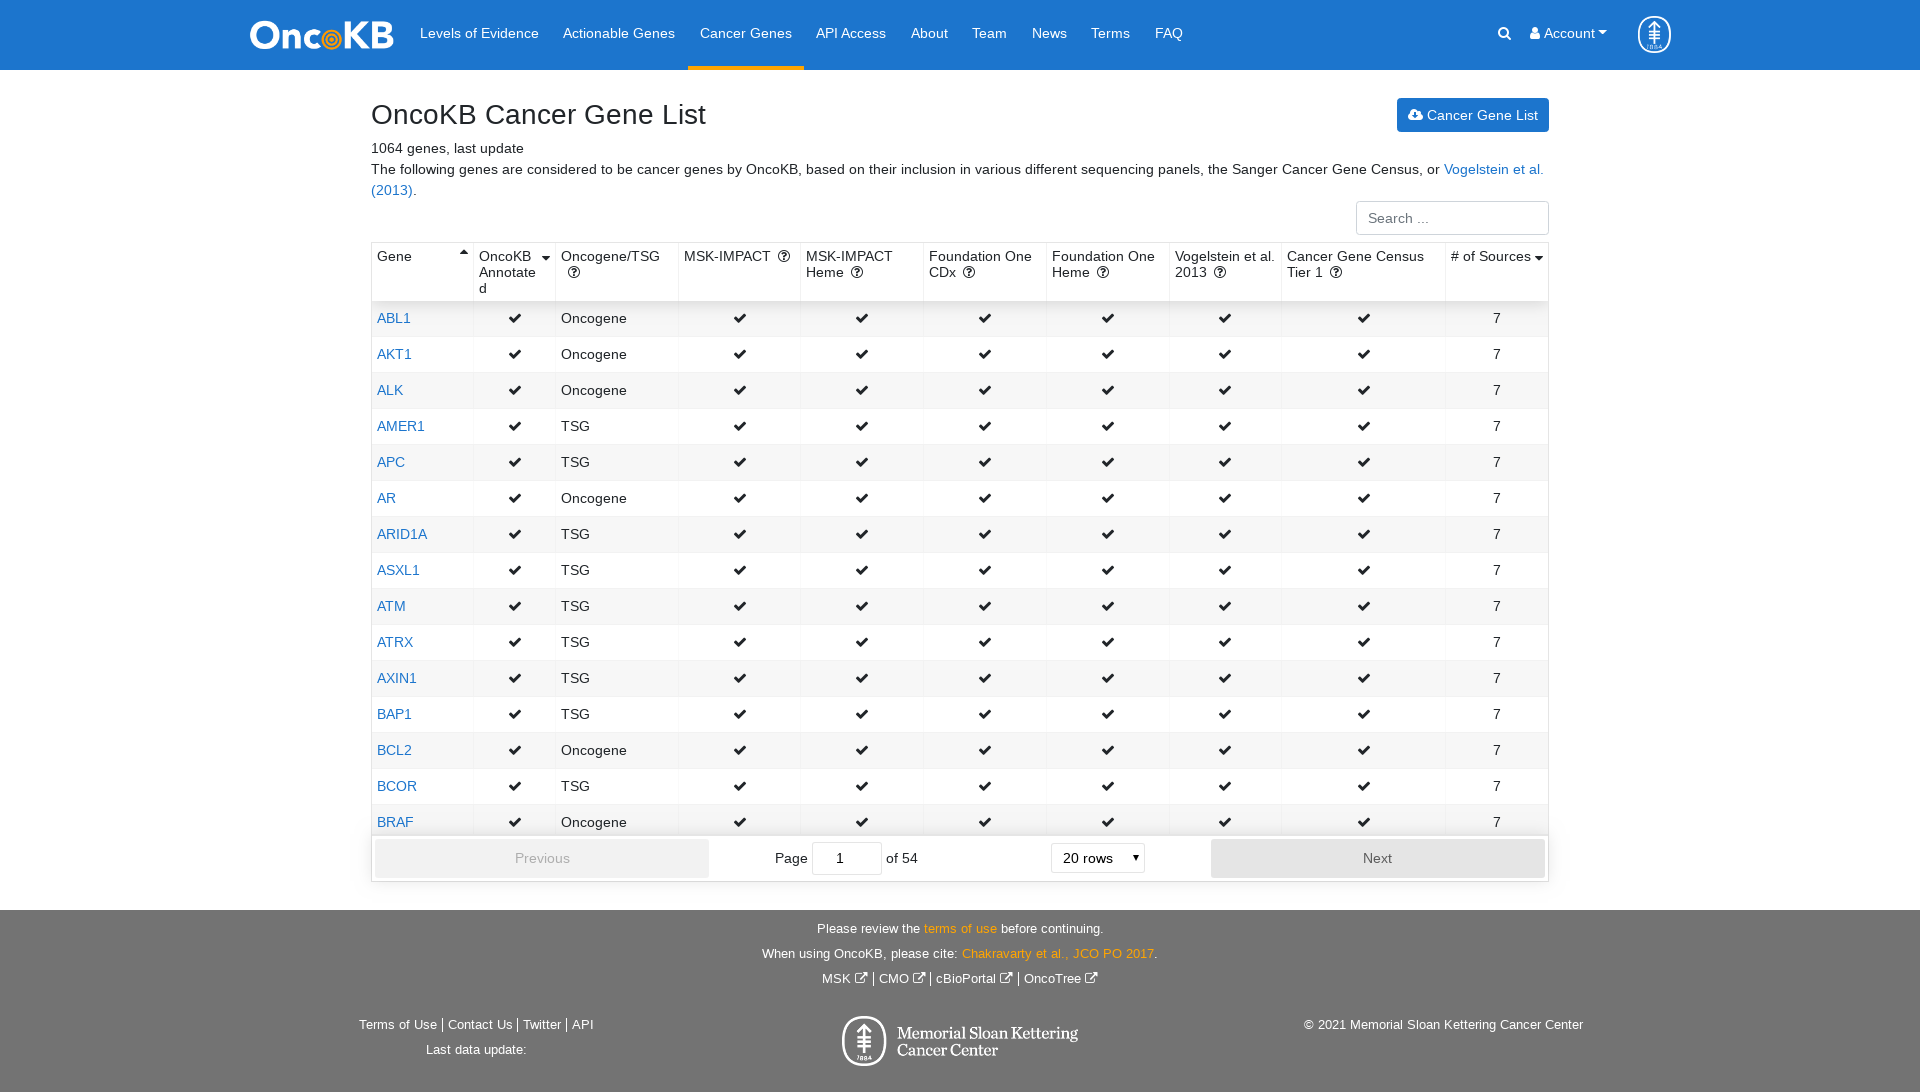 OncoKB Levels of Evidence Actionable Genes Cancer Genes API Access About Team News Terms FAQ Account
OncoKB Cancer Gene List
Cancer Gene List
1064 genes, last update
The following genes are considered to be cancer genes by OncoKB, based on their inclusion in various different sequencing panels, the Sanger Cancer Gene Census, or Vogelstein et al.
(2013).
Search ...
Gene OncoKB Annotated Oncogene/TSG MSK-IMPACT MSK-IMPACT Heme Foundation One CDx Foundation One Heme Vogelstein et al. 2013 Cancer Gene Census Tier 1 # of Sources
ABL1 Oncogene 7
AKT1 Oncogene 7
ALK Oncogene 7
AMER1 TSG 7
APC TSG 7
AR Oncogene 7
ARID1A TSG 7
ASXL1 TSG 7
ATM TSG 7
ATRX TSG 7
AXIN1 TSG 7
BAP1 TSG 7
BCL2 Oncogene 7
BCOR TSG 7
BRAF Oncogene 7
Previous Page 1 of 54 20 rows Next
Please review the terms of use before continuing.
When using OncoKB, please cite: Chakravarty et al., JCO PO 2017.
MSK | CMO | cBioPortal | OncoTree
Terms of Use | Contact Us | Twitter | API
Last data update:
1884
Memorial Sloan Kettering
Cancer Center
© 2021 Memorial Sloan Kettering Cancer Center